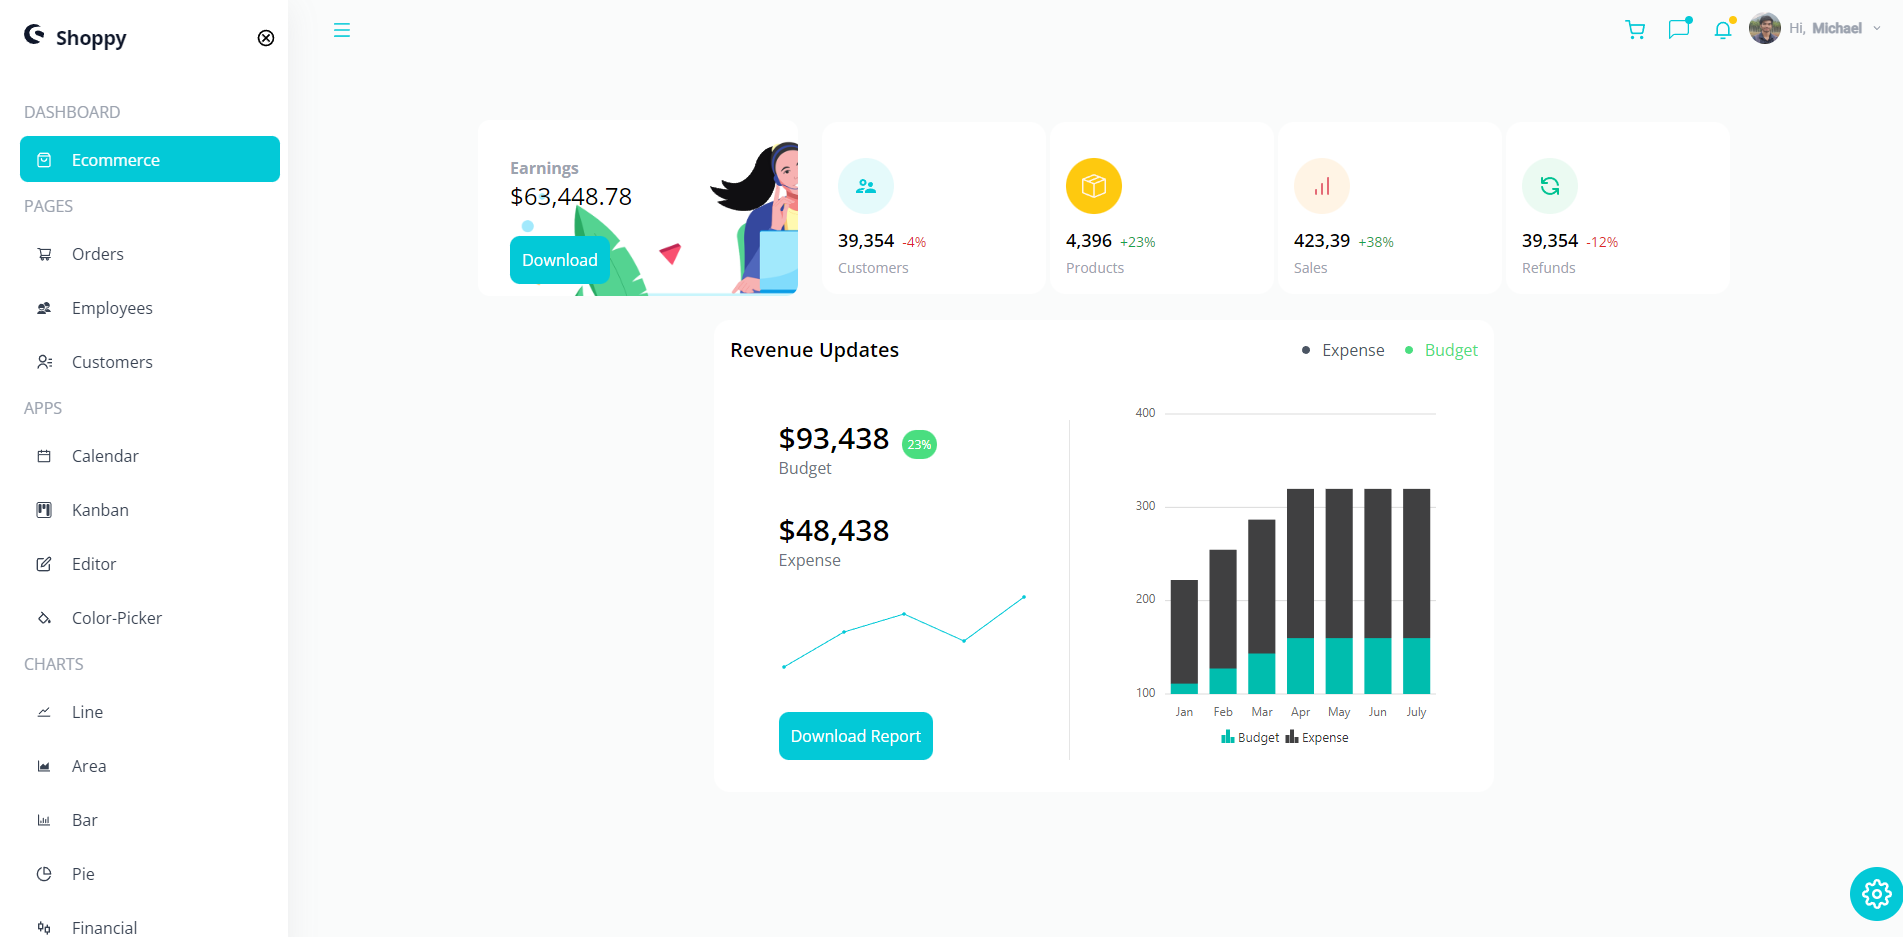 Shoppy
DASHBOARD
Ecommerce
PAGES
Orders
Employees
Customers
APPS
Calendar
Kanban
Editor
Color-Picker
CHARTS
Line
Area
Bar
Pie
Financial
Hi, Michael
Earnings
$63,448.78
Download
39,354 -4%
Customers
4,396 +23%
Products
423,39 +38%
Sales
39,354 -12%
Refunds
Revenue Updates
Expense Budget
$93,438 23%
Budget
$48,438
Expense
Download Report
400
300
200
100
Jan Feb Mar Apr May Jun July
Budget Expense